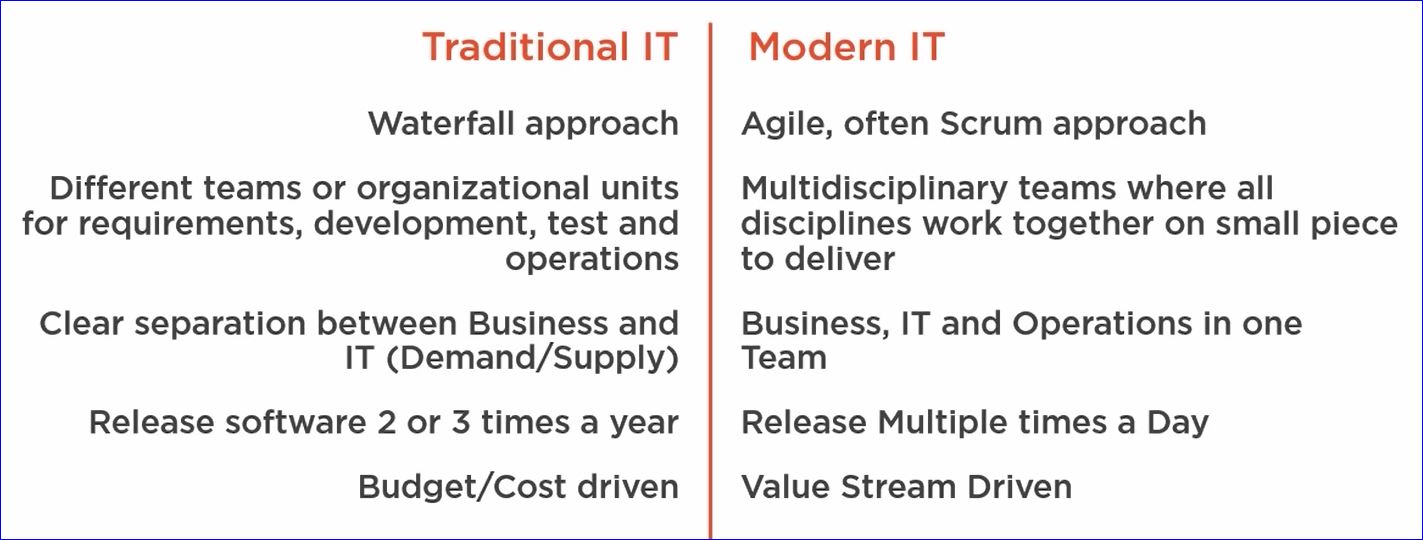 Traditional IT
Waterfall approach
Different teams or organizational units
for requirements, development, test and
operations
Clear separation between Business and
IT (Demand/Supply)
Release software 2 or 3 times a year
Budget/Cost driven
Modern IT
Agile, often Scrum approach
Multidisciplinary teams where all
disciplines work together on small piece
to deliver
Business, IT and Operations in one
Team
Release Multiple times a Day
Value Stream Driven